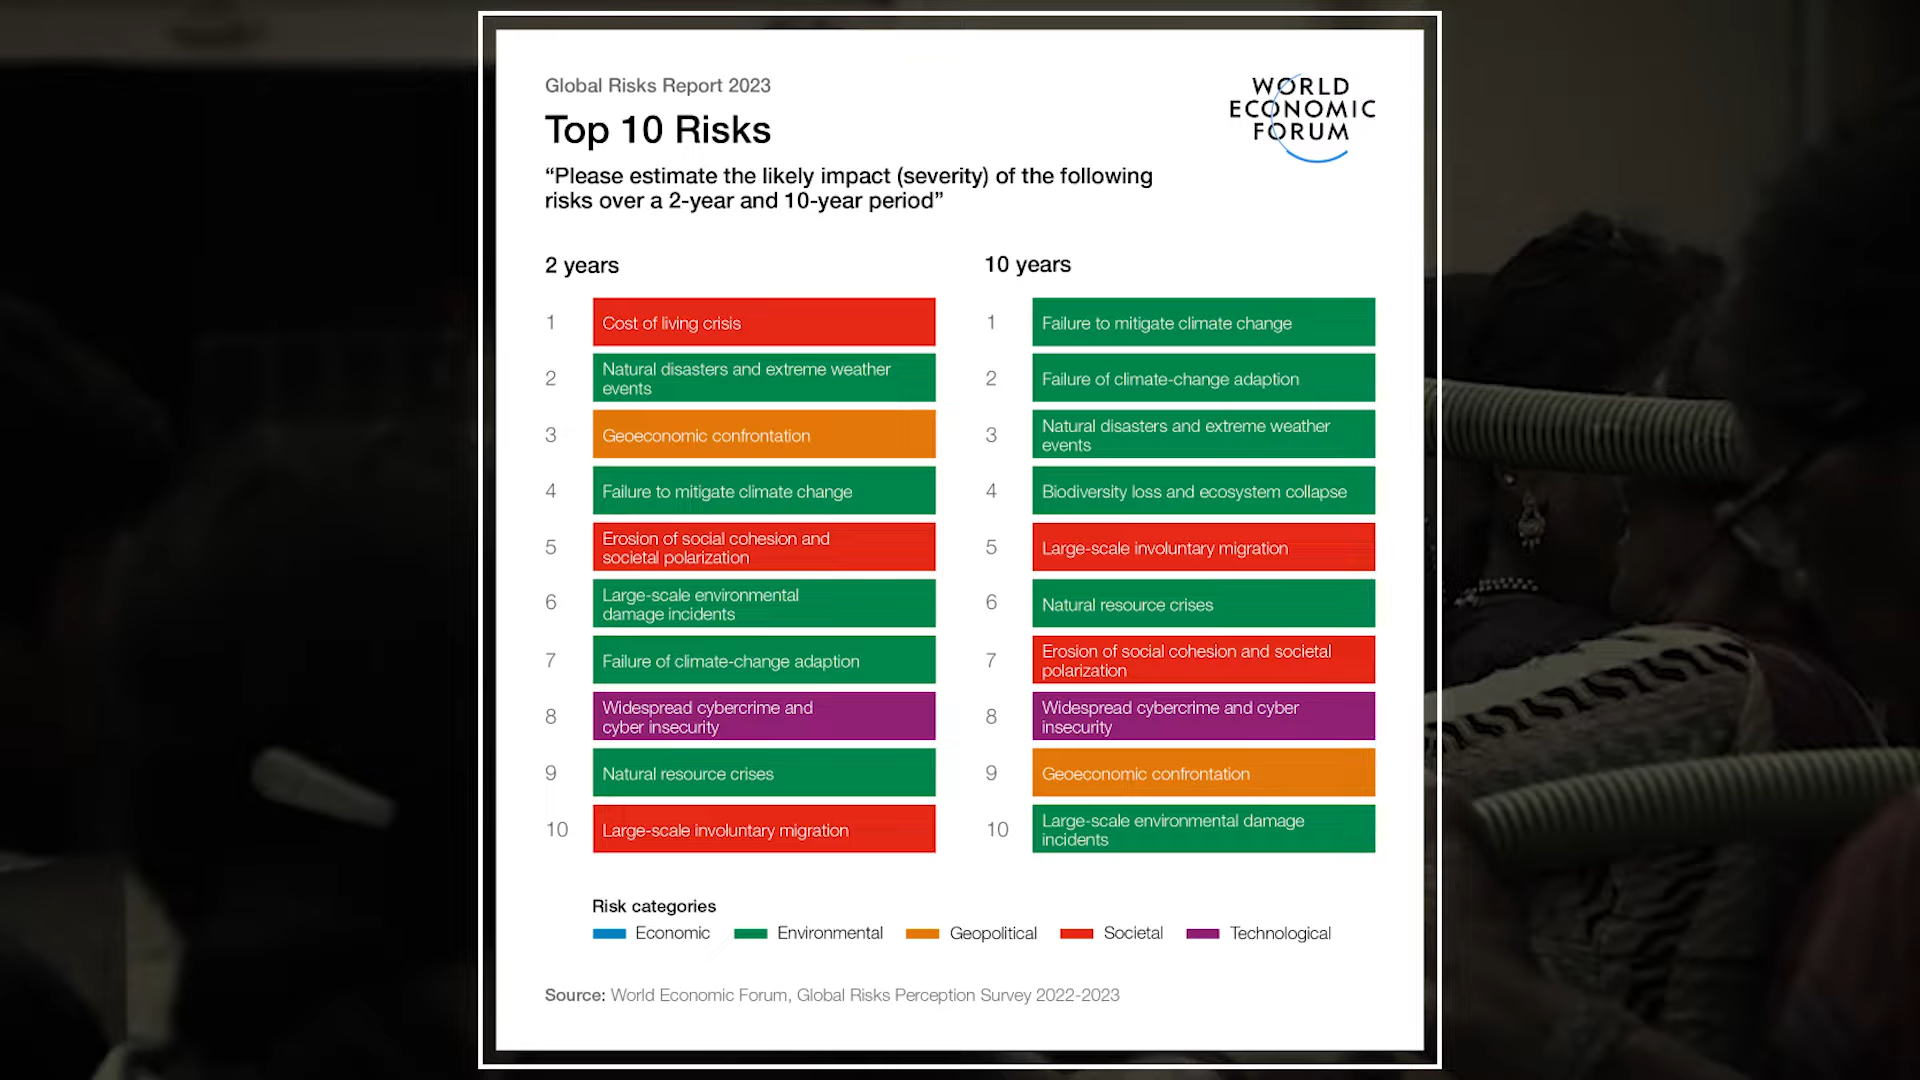 Global Risks Report 2023
Top 10 Risks
WORLD
ECONOMIC
FORUM
“Please estimate the likely impact (severity) of the following
risks over a 2-year and 10-year period”
2 years
1 Cost of living crisis
2 Natural disasters and extreme weather
events
3 Geoeconomic confrontation
4 Failure to mitigate climate change
5 Erosion of social cohesion and
societal polarization
6 Large-scale environmental
damage incidents
7 Failure of climate-change adaption
8 Widespread cybercrime and
cyber insecurity
9 Natural resource crises
10 Large-scale involuntary migration
10 years
1 Failure to mitigate climate change
2 Failure of climate-change adaption
3 Natural disasters and extreme weather
events
4 Biodiversity loss and ecosystem collapse
5 Large-scale involuntary migration
6 Natural resource crises
7 Erosion of social cohesion and societal
polarization
8 Widespread cybercrime and cyber
insecurity
9 Geoeconomic confrontation
10 Large-scale environmental damage
incidents
Risk categories
Economic Environmental Geopolitical Societal Technological
Source: World Economic Forum, Global Risks Perception Survey 2022-2023